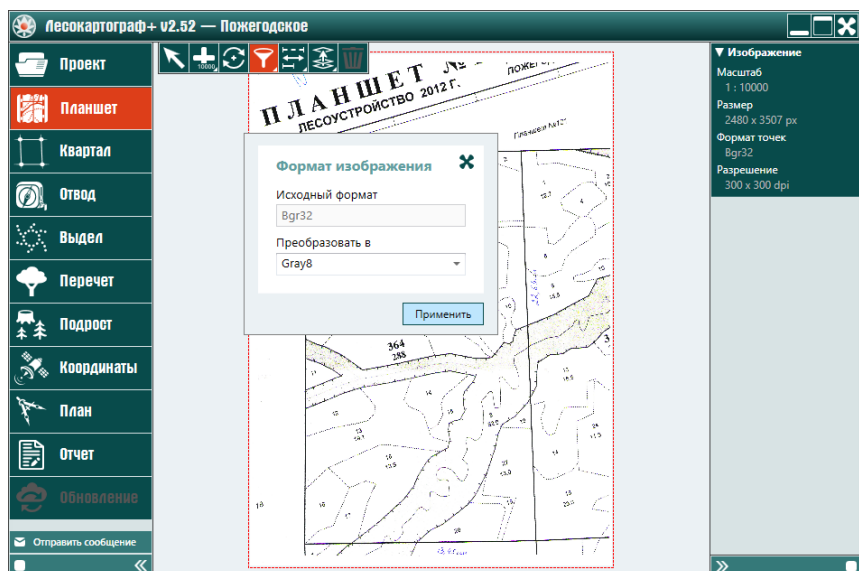 Лесокартограф+ v2.52 — Пожегодское
Проект
Планшет
Квартал
Отвод
Выдел
Перечет
Подрост
Координаты
План
Отчет
Обновление
Отправить сообщение
10000
ПЛАНШЕТ №
ЛЕСОУСТРОЙСТВО 2012 Г.
Формат изображения
Исходный формат
Bgr32
Преобразовать в
Gray8
Применить
364
288
Изображение
Масштаб
1 : 10000
Размер
2480 x 3507 px
Формат точек
Bgr32
Разрешение
300 x 300 dpi